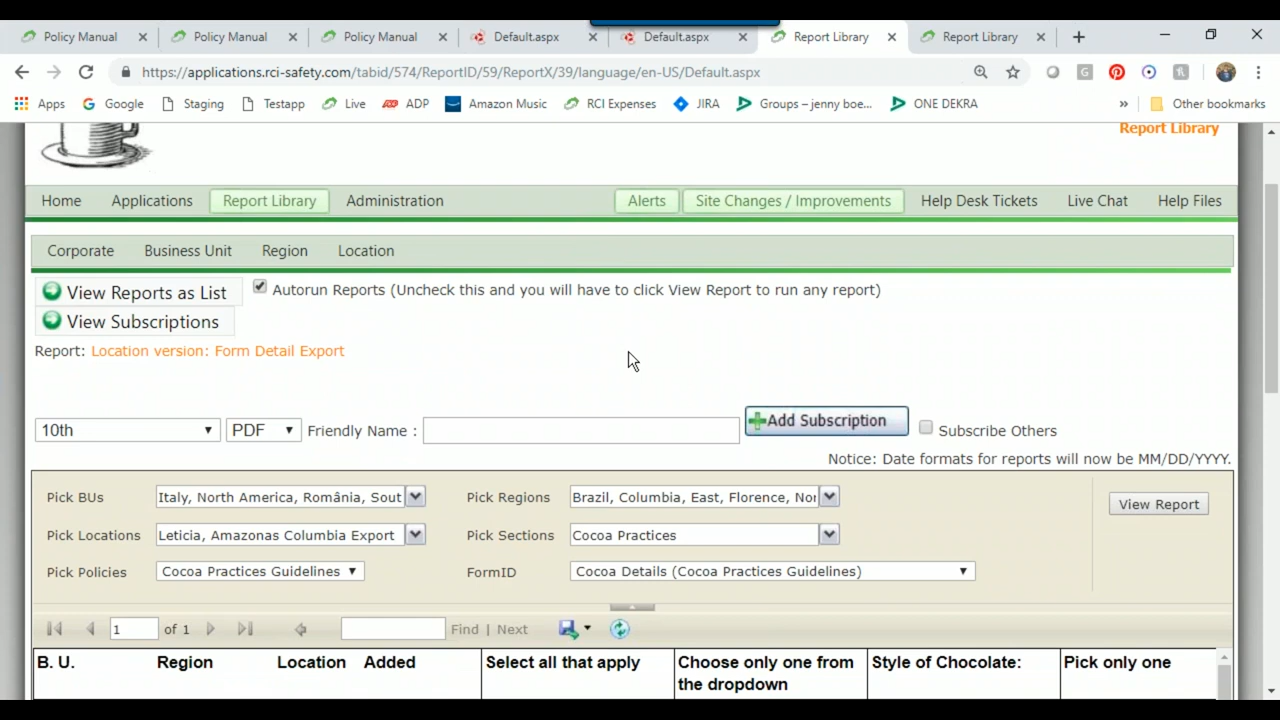 Policy Manual Policy Manual Policy Manual Default.aspx Default.aspx Report Library Report Library
https://applications.rci-safety.com/tabid/574/ReportID/59/ReportX/39/language/en-US/Default.aspx
Apps Google Staging Testapp Live ADP Amazon Music RCI Expenses JIRA Groups – jenny boe... ONE DEKRA » Other bookmarks
Report Library
Home Applications Report Library Administration Alerts Site Changes / Improvements Help Desk Tickets Live Chat Help Files
Corporate Business Unit Region Location
View Reports as List Autorun Reports (Uncheck this and you will have to click View Report to run any report)
View Subscriptions
Report: Location version: Form Detail Export
10th PDF Friendly Name : Add Subscription Subscribe Others
Notice: Date formats for reports will now be MM/DD/YYYY.
Pick BUs Italy, North America, România, Sout Pick Regions Brazil, Columbia, East, Florence, Nor View Report
Pick Locations Leticia, Amazonas Columbia Export Pick Sections Cocoa Practices
Pick Policies Cocoa Practices Guidelines FormID Cocoa Details (Cocoa Practices Guidelines)
1 of 1 Find | Next
B. U. Region Location Added Select all that apply Choose only one from Style of Chocolate: Pick only one
the dropdown